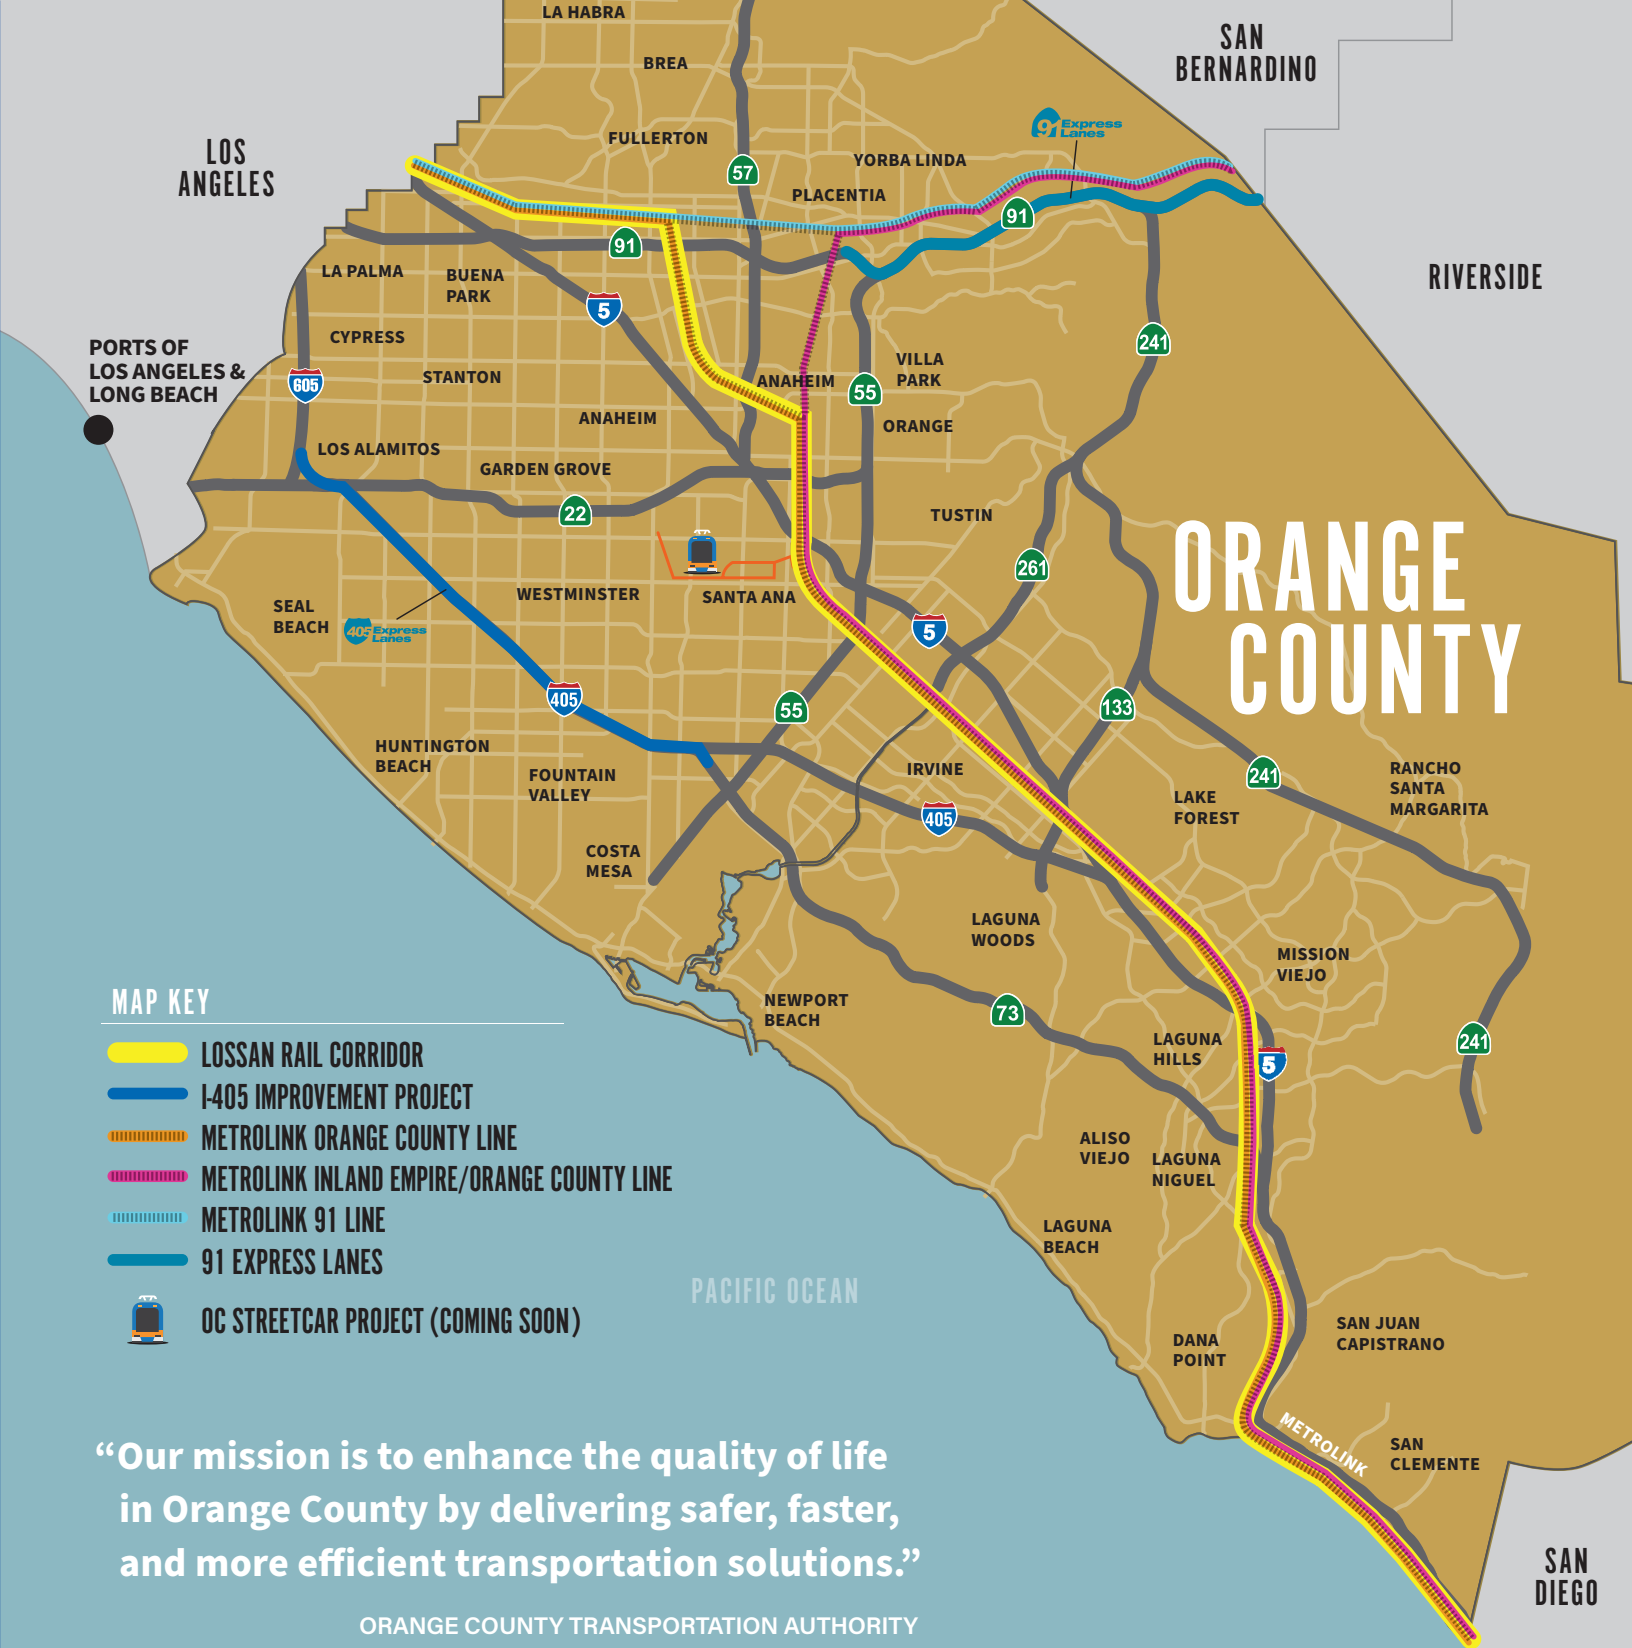 LA HABRA
BREA
SAN
BERNARDINO
91 Express
Lanes
FULLERTON
LOS
ANGELES
57
YORBA LINDA
PLACENTIA
91
91
LA PALMA
BUENA
PARK
RIVERSIDE
5
CYPRESS
241
PORTS OF
LOS ANGELES &
LONG BEACH
VILLA
PARK
STANTON
605
ANAHEIM
55
ANAHEIM
ORANGE
LOS ALAMITOS
GARDEN GROVE
22
TUSTIN
ORANGE
COUNTY
261
WESTMINSTER
SANTA ANA
SEAL
BEACH
405 Express
Lanes
5
405
55
133
HUNTINGTON
BEACH
FOUNTAIN
VALLEY
IRVINE
241
RANCHO
SANTA
MARGARITA
LAKE
FOREST
405
COSTA
MESA
LAGUNA
WOODS
MISSION
VIEJO
NEWPORT
BEACH
73
LAGUNA
HILLS
5
241
ALISO
VIEJO
LAGUNA
NIGUEL
LAGUNA
BEACH
MAP KEY
LOSSAN RAIL CORRIDOR
I-405 IMPROVEMENT PROJECT
METROLINK ORANGE COUNTY LINE
METROLINK INLAND EMPIRE/ORANGE COUNTY LINE
METROLINK 91 LINE
91 EXPRESS LANES
OC STREETCAR PROJECT (COMING SOON)
PACIFIC OCEAN
SAN JUAN
CAPISTRANO
DANA
POINT
METROLINK
SAN
CLEMENTE
SAN
DIEGO
“Our mission is to enhance the quality of life
in Orange County by delivering safer, faster,
and more efficient transportation solutions.”
ORANGE COUNTY TRANSPORTATION AUTHORITY